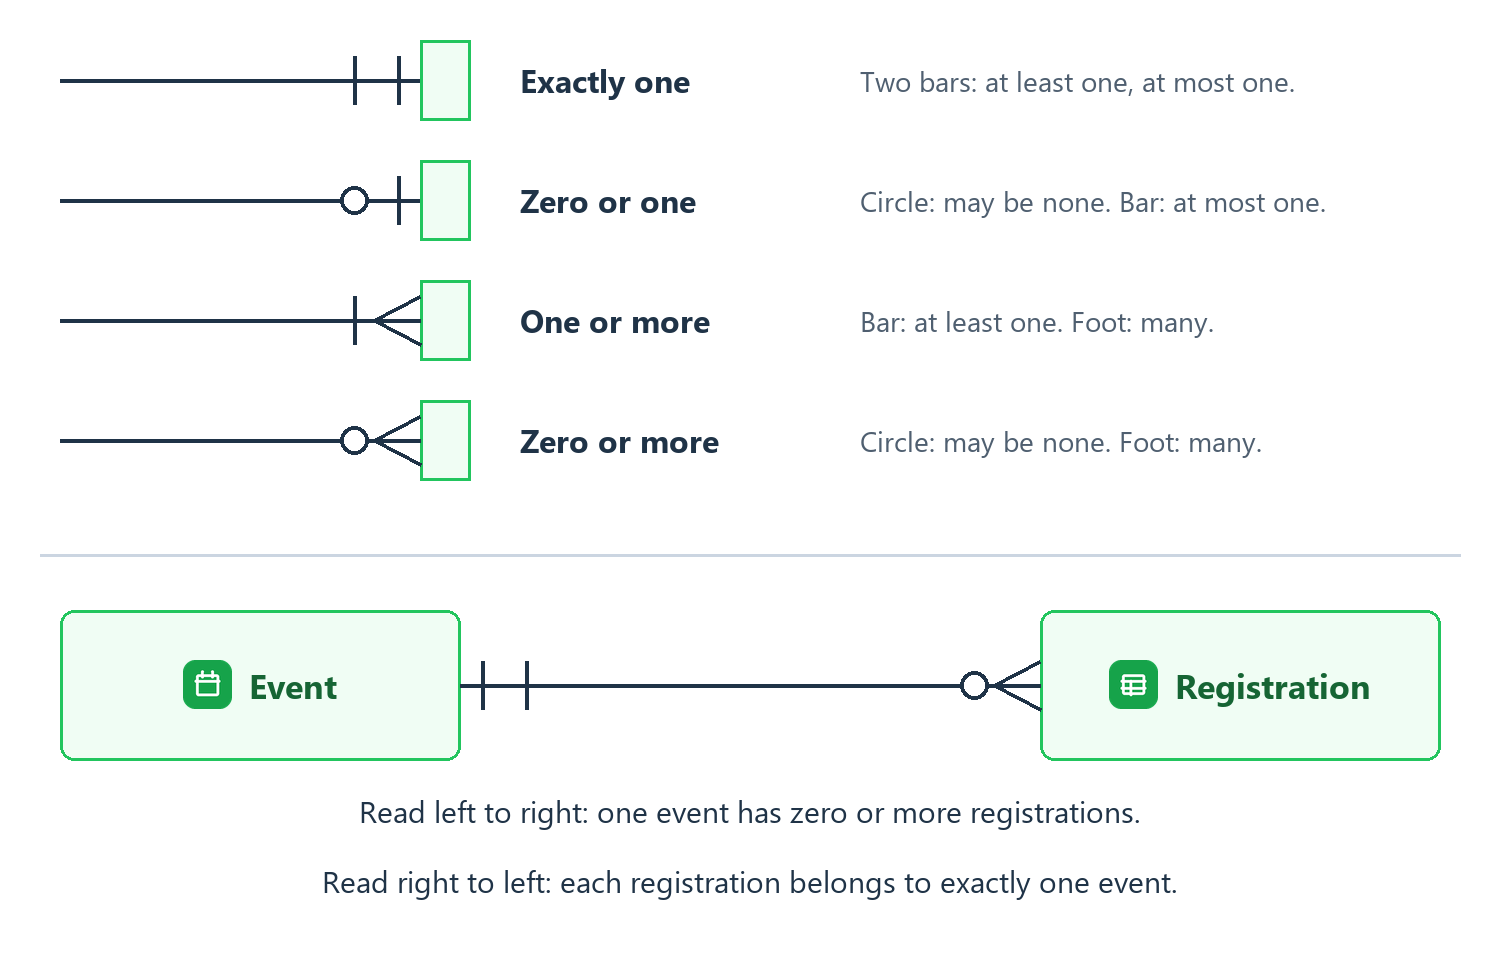 Exactly one
Two bars: at least one, at most one.
Zero or one
Circle: may be none. Bar: at most one.
One or more
Bar: at least one. Foot: many.
Zero or more
Circle: may be none. Foot: many.
Event
Registration
Read left to right: one event has zero or more registrations.
Read right to left: each registration belongs to exactly one event.